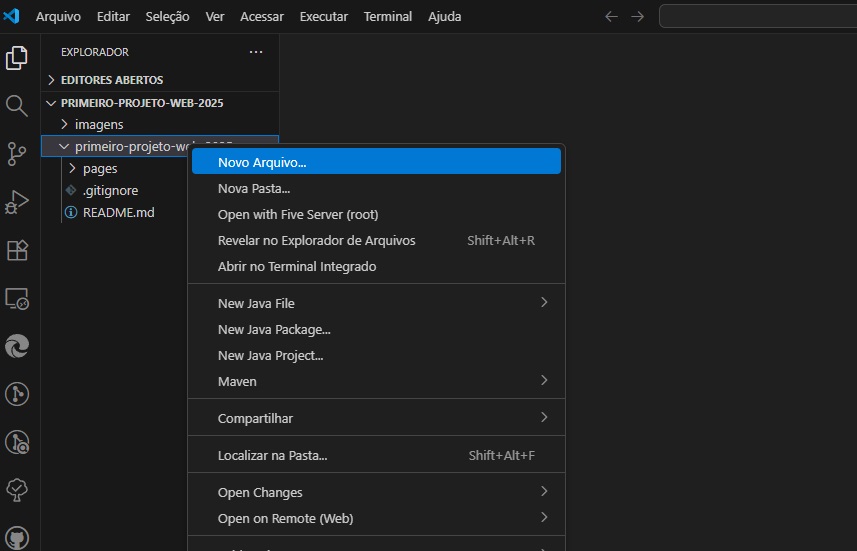 Arquivo Editar Seleção Ver Acessar Executar Terminal Ajuda
EXPLORADOR
EDITORES ABERTOS
PRIMEIRO-PROJETO-WEB-2025
imagens
primeiro-projeto-web-2025
pages
.gitignore
README.md
Novo Arquivo...
Nova Pasta...
Open with Five Server (root)
Revelar no Explorador de Arquivos Shift+Alt+R
Abrir no Terminal Integrado
New Java File
New Java Package...
New Java Project...
Maven
Compartilhar
Localizar na Pasta... Shift+Alt+F
Open Changes
Open on Remote (Web)